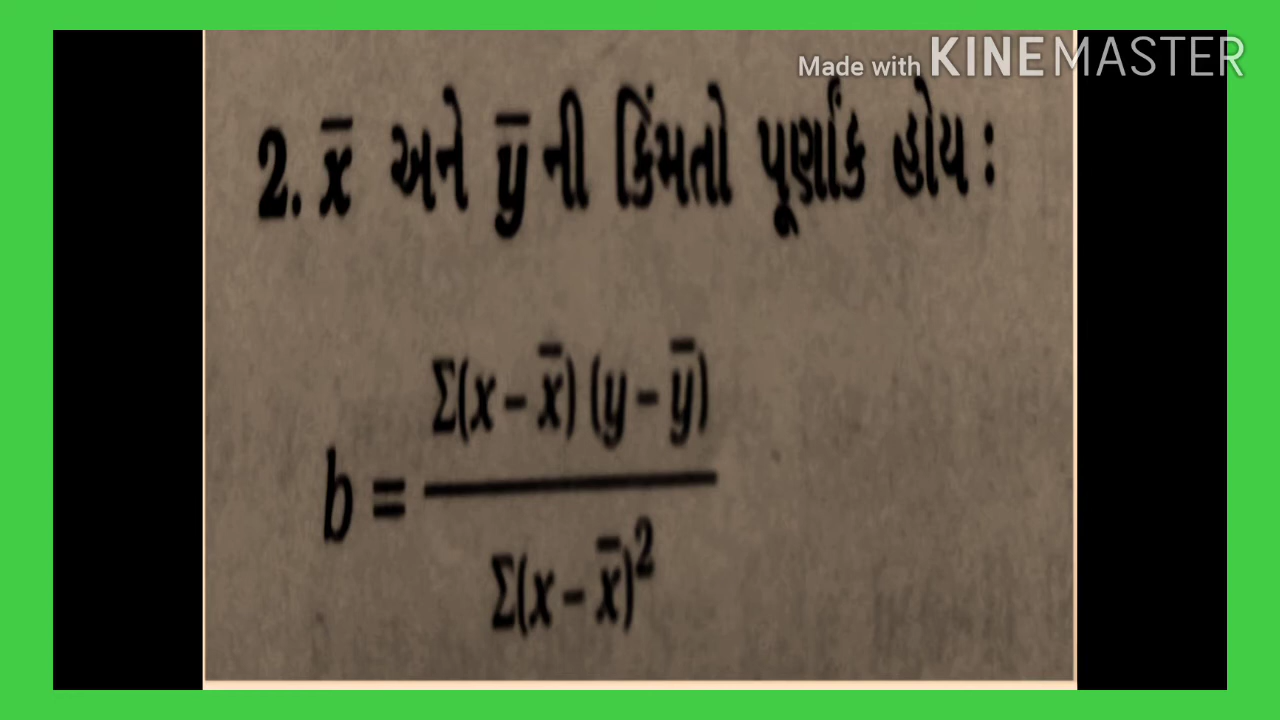 Made with KINEMASTER
2. x̄ અને ȳ ની કિંમતો પૂર્ણાંક હોય :
Σ(x – x̄) (y – ȳ)
b =
Σ(x – x̄)²